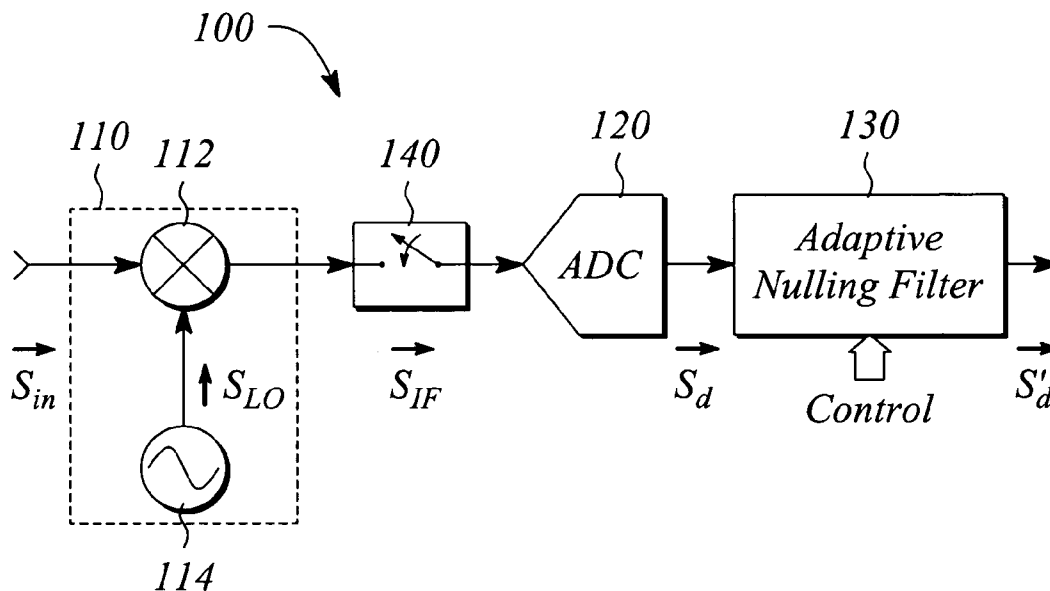 100
110
112
140
120
130
ADC
Adaptive
Nulling Filter
S_in
S_LO
S_IF
S_d
Control
S'_d
114